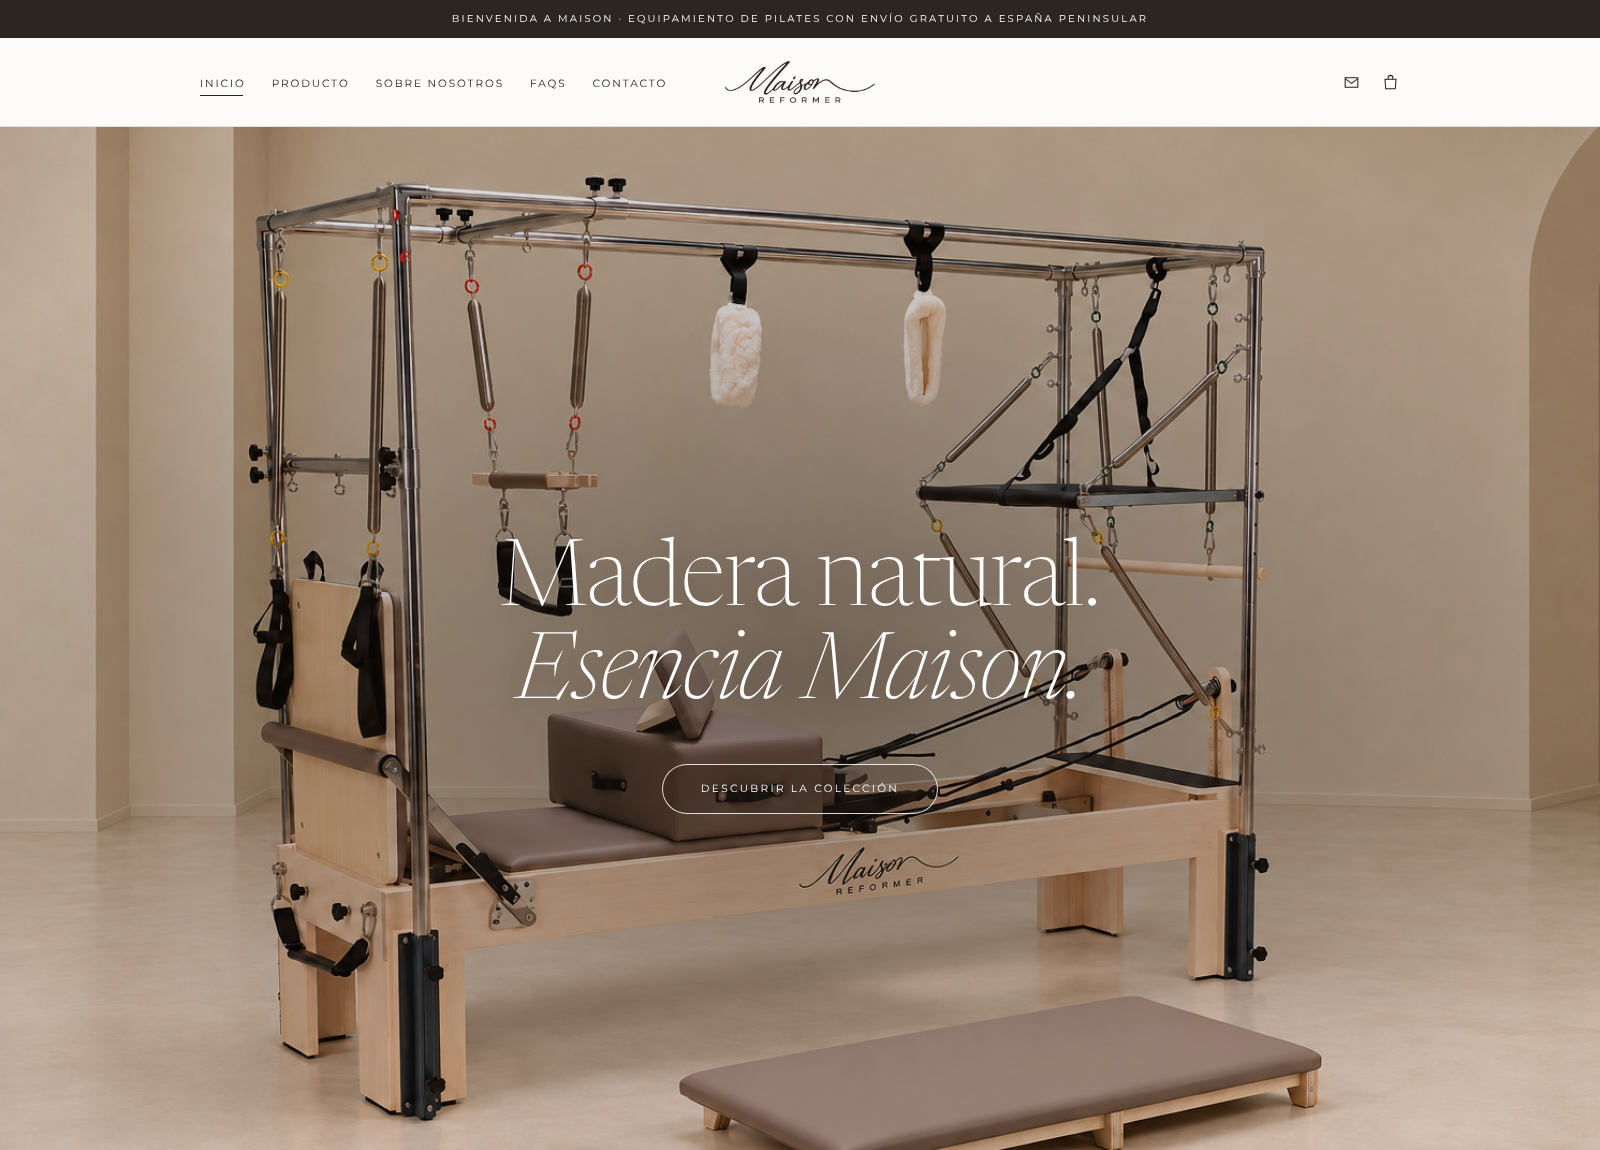 BIENVENIDA A MAISON · EQUIPAMIENTO DE PILATES CON ENVÍO GRATUITO A ESPAÑA PENINSULAR
INICIO PRODUCTO SOBRE NOSOTROS FAQS CONTACTO
Maison
REFORMER
Madera natural.
Esencia Maison.
DESCUBRIR LA COLECCIÓN
Maison
REFORMER